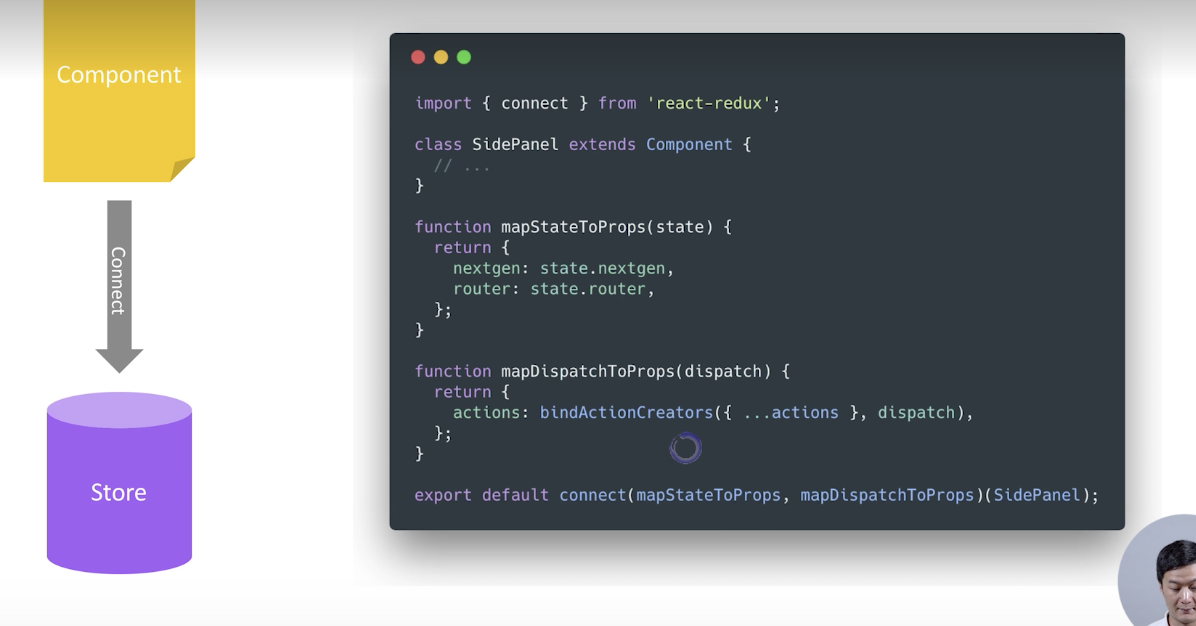 Component
Connect
Store
import { connect } from 'react-redux';
class SidePanel extends Component {
  // ...
}
function mapStateToProps(state) {
  return {
    nextgen: state.nextgen,
    router: state.router,
  };
}
function mapDispatchToProps(dispatch) {
  return {
    actions: bindActionCreators({ ...actions }, dispatch),
  };
}
export default connect(mapStateToProps, mapDispatchToProps)(SidePanel);